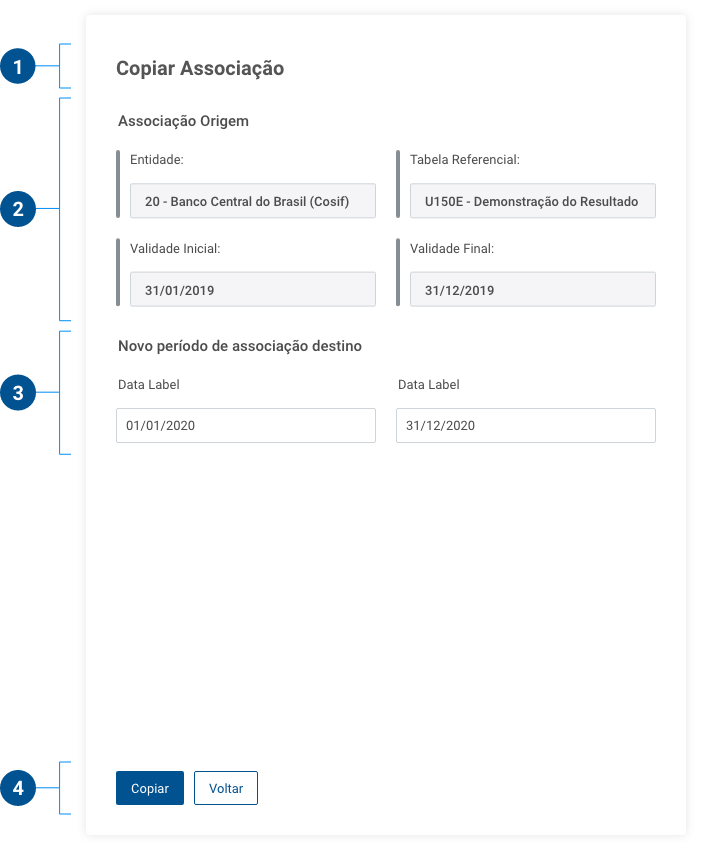 1
Copiar Associação
2
Associação Origem
Entidade: Tabela Referencial:
20 - Banco Central do Brasil (Cosif) U150E - Demonstração do Resultado
Validade Inicial: Validade Final:
31/01/2019 31/12/2019
3
Novo período de associação destino
Data Label Data Label
01/01/2020 31/12/2020
4
Copiar Voltar